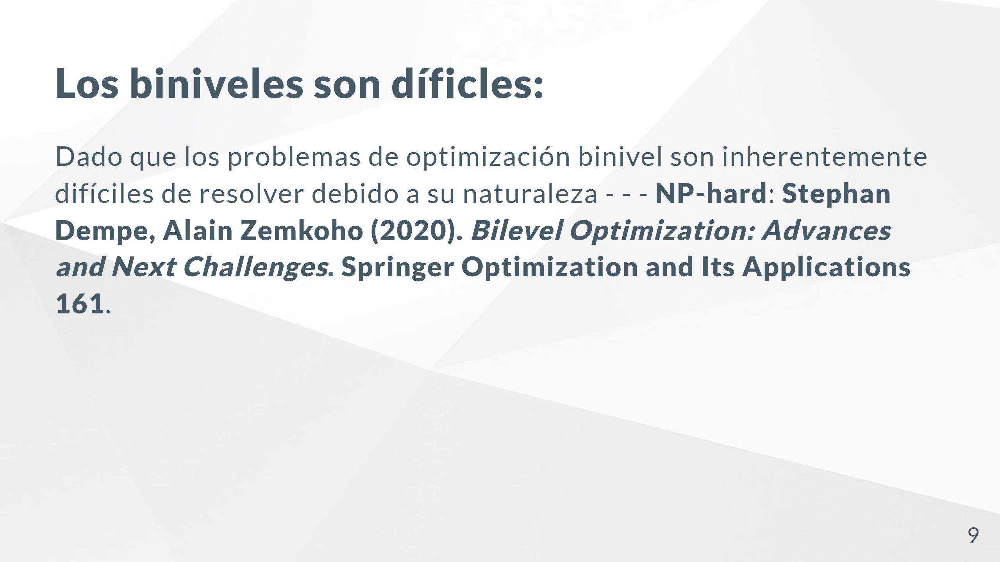 Los biniveles son díficles:
Dado que los problemas de optimización binivel son inherentemente
difíciles de resolver debido a su naturaleza - - - NP-hard: Stephan
Dempe, Alain Zemkoho (2020). Bilevel Optimization: Advances
and Next Challenges. Springer Optimization and Its Applications
161.
9